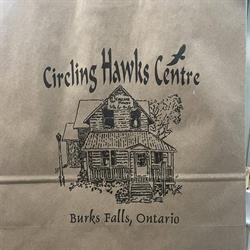 Circling Hawks Centre
Burks Falls, Ontario